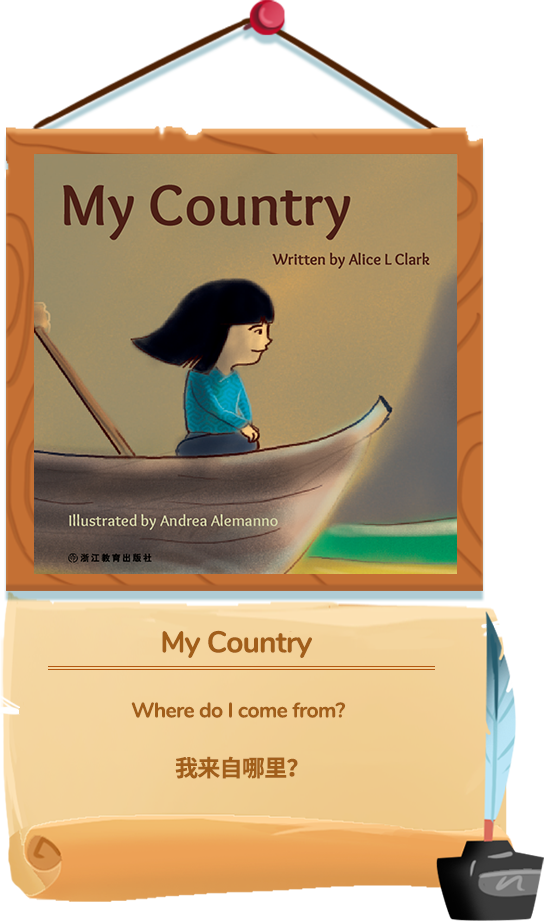 My Country
Written by Alice L Clark
Illustrated by Andrea Alemanno
浙江教育出版社
My Country
Where do I come from?
我来自哪里?